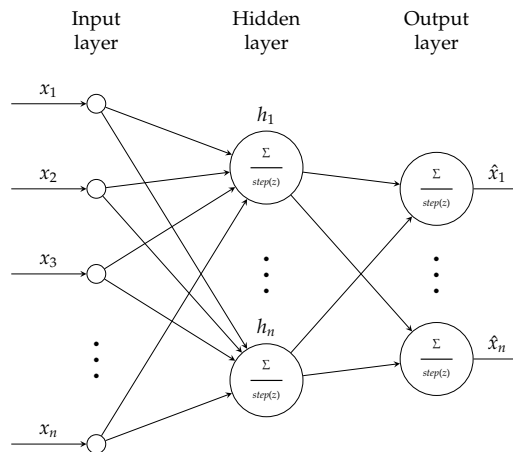 Input
layer
Hidden
layer
Output
layer
x₁
x₂
x₃
xₙ
h₁
Σ
step(z)
hₙ
Σ
step(z)
Σ
step(z)
x̂₁
Σ
step(z)
x̂ₙ